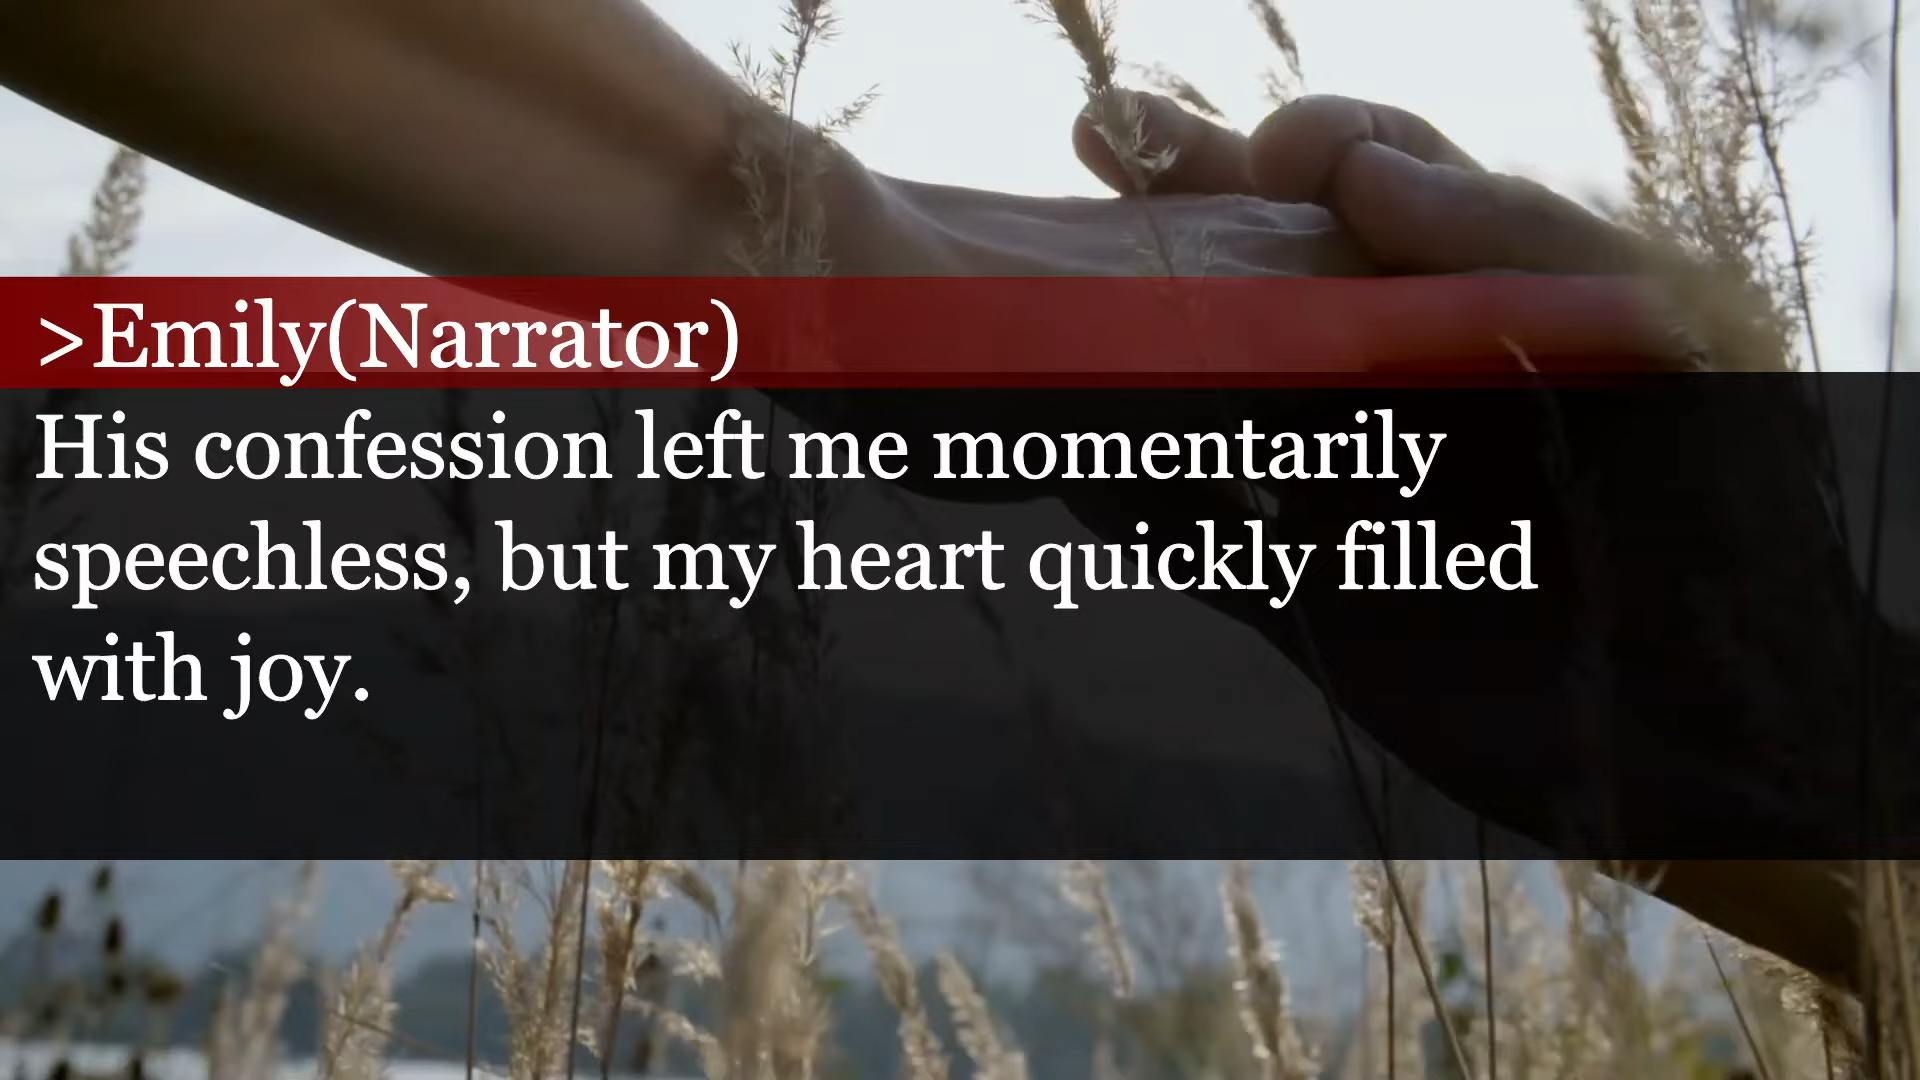 >Emily(Narrator)
His confession left me momentarily
speechless, but my heart quickly filled
with joy.